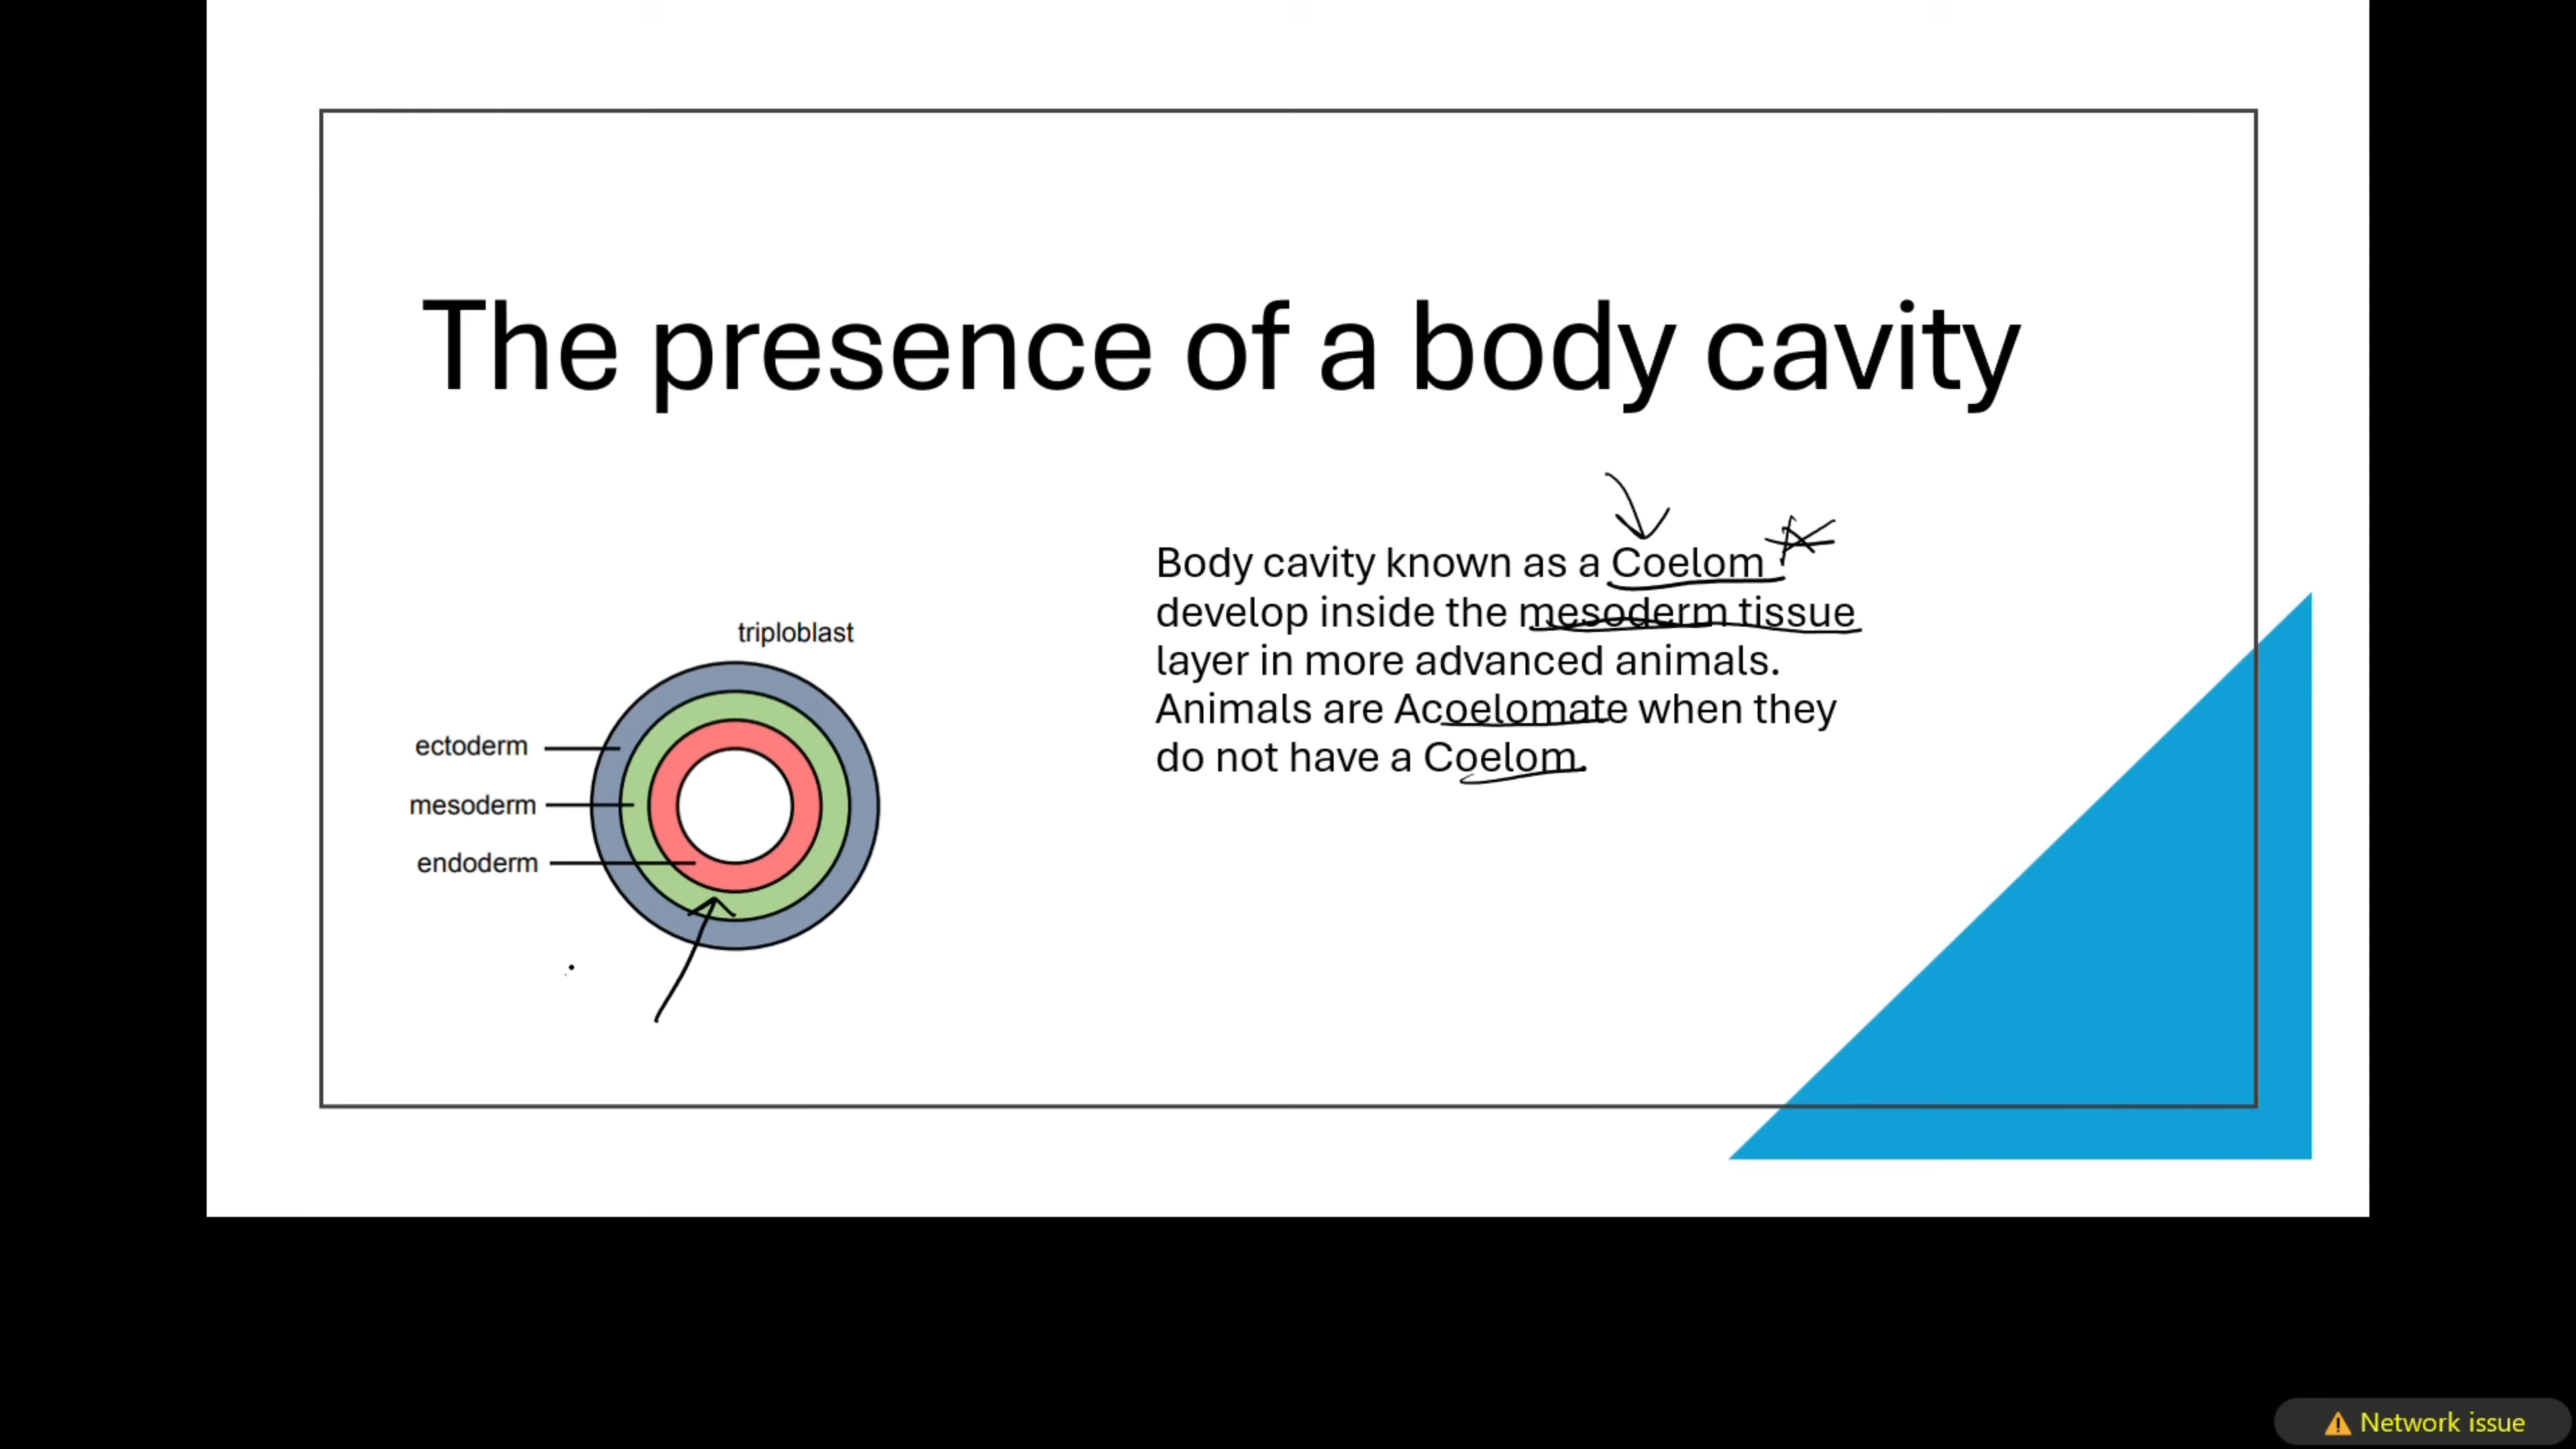 The presence of a body cavity
Body cavity known as a Coelom
develop inside the mesoderm tissue
layer in more advanced animals.
Animals are Acoelomate when they
do not have a Coelom.
triploblast
ectoderm
mesoderm
endoderm
Network issue